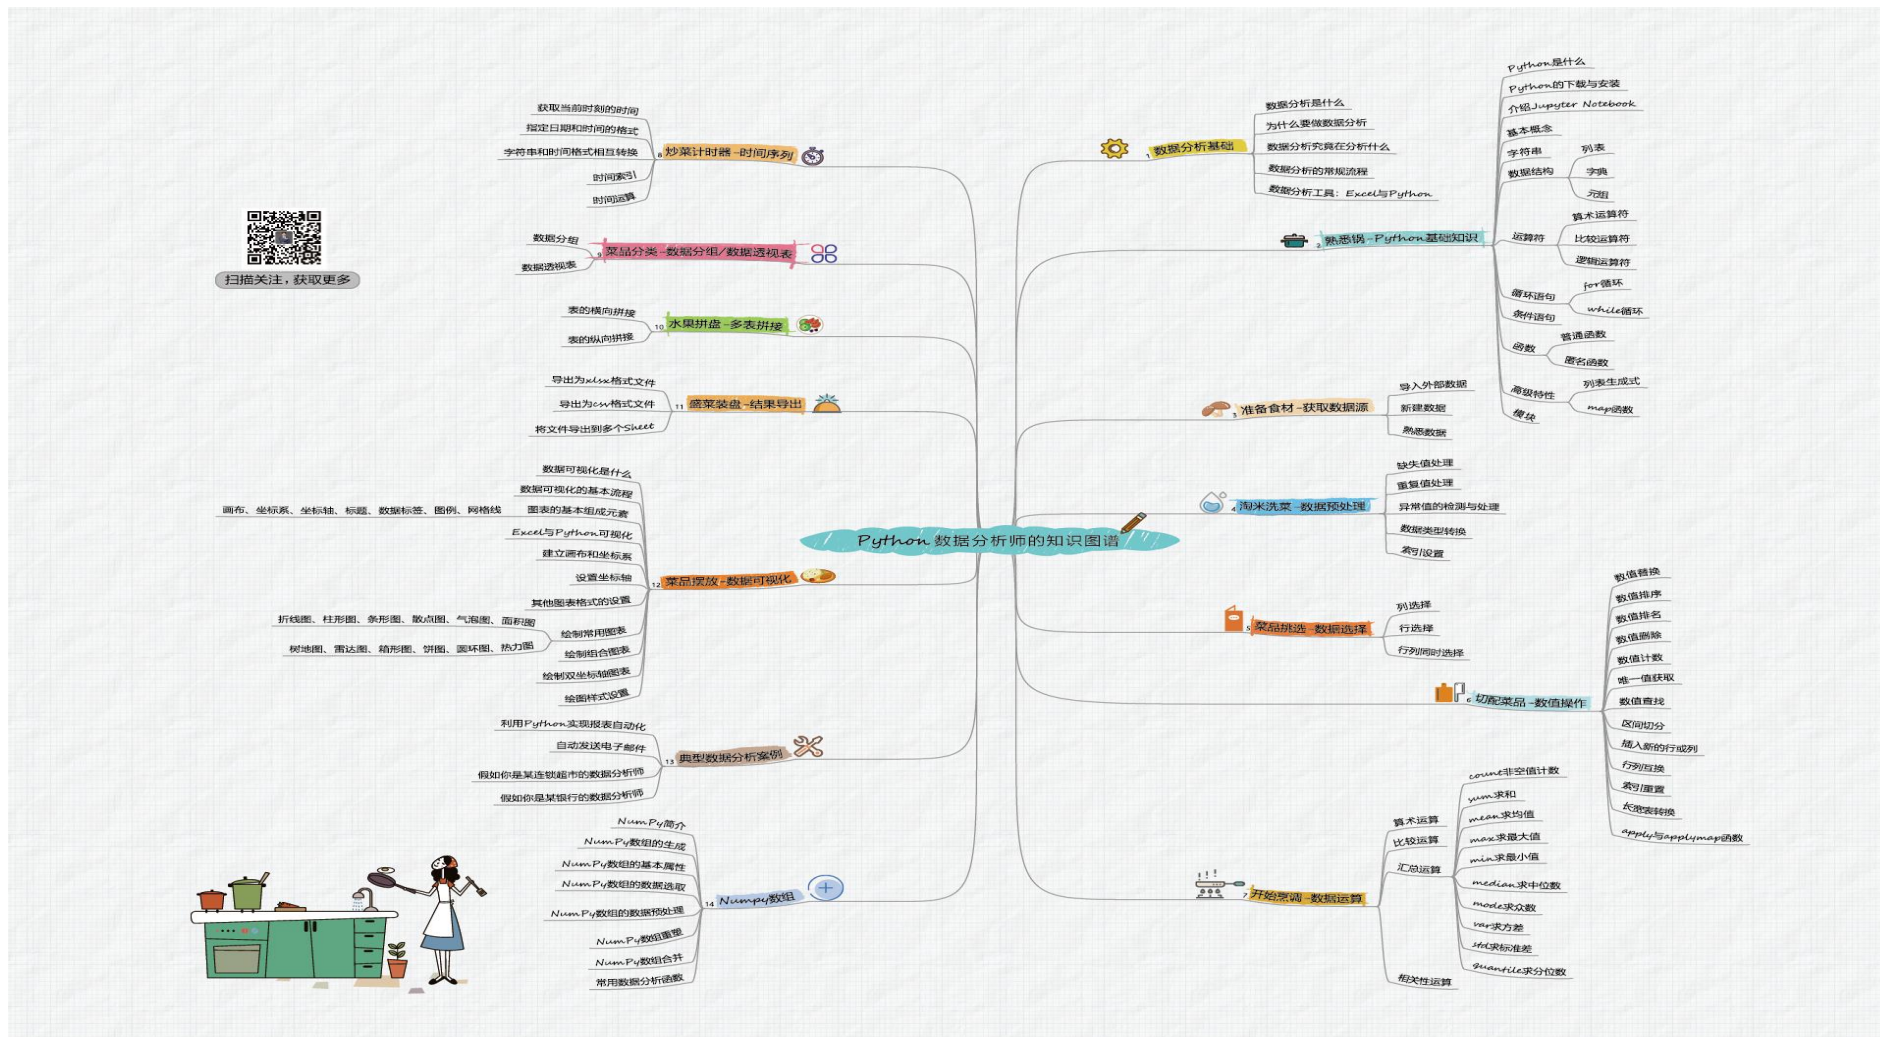 Python 数据分析师的知识图谱
1 数据分析基础
数据分析是什么
为什么要做数据分析
数据分析究竟在分析什么
数据分析的常规流程
数据分析工具：Excel与Python
2 熟悉锅-Python基础知识
Python是什么
Python的下载与安装
介绍Jupyter Notebook
基本概念
字符串
数据结构
列表
字典
元组
运算符
算术运算符
比较运算符
逻辑运算符
循环语句
for循环
while循环
条件语句
函数
普通函数
匿名函数
高级特性
列表生成式
map函数
模块
3 准备食材-获取数据源
导入外部数据
新建数据
熟悉数据
4 淘米洗菜-数据预处理
缺失值处理
重复值处理
异常值的检测与处理
数据类型转换
索引设置
5 菜品挑选-数据选择
列选择
行选择
行列同时选择
6 切配菜品-数值操作
数值替换
数值排序
数值排名
数值删除
数值计数
唯一值获取
数值查找
区间切分
插入新的行或列
行列互换
索引重置
长宽表转换
apply与applymap函数
7 开始烹调-数据运算
算术运算
比较运算
汇总运算
count非空值计数
sum求和
mean求均值
max求最大值
min求最小值
median求中位数
mode求众数
var求方差
std求标准差
quantile求分位数
相关性运算
8 炒菜计时器-时间序列
获取当前时刻的时间
指定日期和时间的格式
字符串和时间格式相互转换
时间索引
时间运算
9 菜品分类-数据分组/数据透视表
数据分组
数据透视表
10 水果拼盘-多表拼接
表的横向拼接
表的纵向拼接
11 盛菜装盘-结果导出
导出为xlsx格式文件
导出为csv格式文件
将文件导出到多个Sheet
12 菜品摆放-数据可视化
数据可视化是什么
数据可视化的基本流程
图表的基本组成元素
画布、坐标系、坐标轴、标题、数据标签、图例、网格线
Excel与Python可视化
建立画布和坐标系
设置坐标轴
其他图表格式的设置
绘制常用图表
折线图、柱形图、条形图、散点图、气泡图、面积图
树地图、雷达图、箱形图、饼图、圆环图、热力图
绘制组合图表
绘制双坐标轴图表
绘图样式设置
13 典型数据分析案例
利用Python实现报表自动化
自动发送电子邮件
假如你是某连锁超市的数据分析师
假如你是某银行的数据分析师
14 Numpy数组
NumPy简介
NumPy数组的生成
NumPy数组的基本属性
NumPy数组的数据选取
NumPy数组的数据预处理
NumPy数组重塑
NumPy数组合并
常用数据分析函数
扫描关注，获取更多